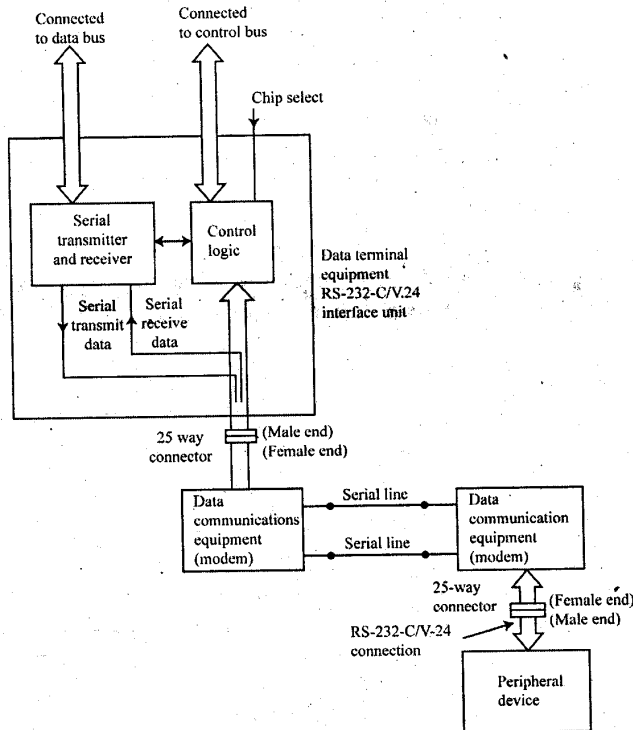 Connected
to data bus
Connected
to control bus
Chip select
Serial
transmitter
and receiver
Control
logic
Data terminal
equipment
RS-232-C/V.24
interface unit
Serial
transmit
data
Serial
receive
data
25 way
connector
(Male end)
(Female end)
Data
communications
equipment
(modem)
Serial line
Serial line
Data
communication
equipment
(modem)
25-way
connector
(Female end)
(Male end)
RS-232-C/V-24
connection
Peripheral
device